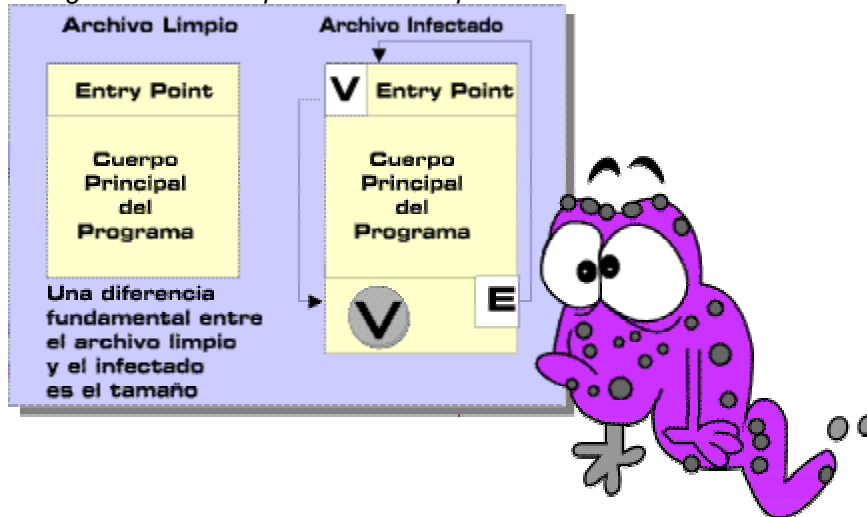 Archivo Limpio
Archivo Infectado
Entry Point
Cuerpo
Principal
del
Programa
Una diferencia
fundamental entre
el archivo limpio
y el infectado
es el tamaño
V Entry Point
Cuerpo
Principal
del
Programa
V
E